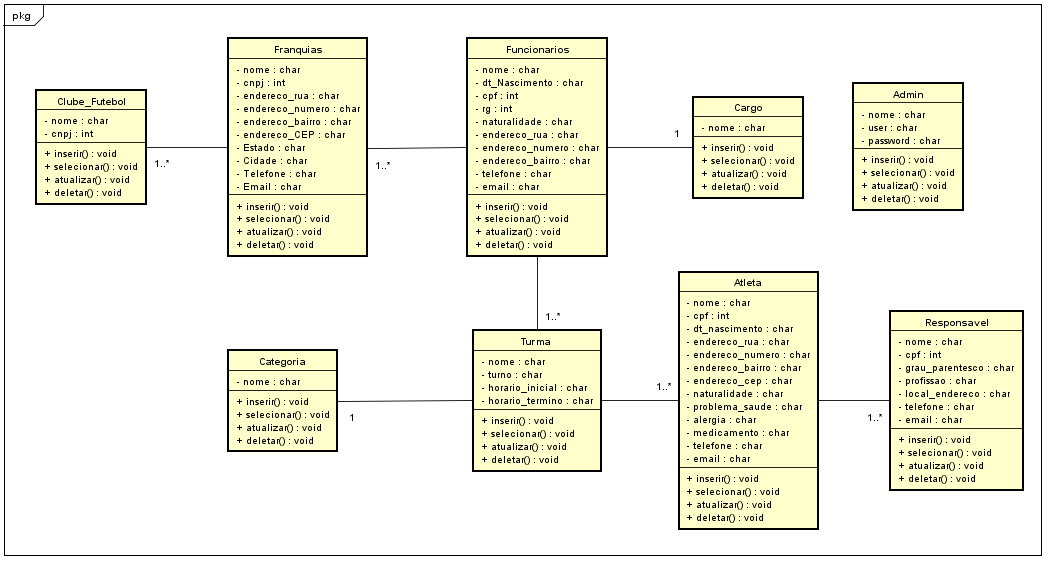 pkg
Clube_Futebol
- nome : char
- cnpj : int
+ inserir() : void
+ selecionar() : void
+ atualizar() : void
+ deletar() : void
1..*
Franquias
- nome : char
- cnpj : int
- endereco_rua : char
- endereco_numero : char
- endereco_bairro : char
- endereco_CEP : char
- Estado : char
- Cidade : char
- Telefone : char
- Email : char
+ inserir() : void
+ selecionar() : void
+ atualizar() : void
+ deletar() : void
1..*
Funcionarios
- nome : char
- dt_Nascimento : char
- cpf : int
- rg : int
- naturalidade : char
- endereco_rua : char
- endereco_numero : char
- endereco_bairro : char
- telefone : char
- email : char
+ inserir() : void
+ selecionar() : void
+ atualizar() : void
+ deletar() : void
1
Cargo
- nome : char
+ inserir() : void
+ selecionar() : void
+ atualizar() : void
+ deletar() : void
Admin
- nome : char
- user : char
- password : char
+ inserir() : void
+ selecionar() : void
+ atualizar() : void
+ deletar() : void
1..*
Categoria
- nome : char
+ inserir() : void
+ selecionar() : void
+ atualizar() : void
+ deletar() : void
1
Turma
- nome : char
- turno : char
- horario_inicial : char
- horario_termino : char
+ inserir() : void
+ selecionar() : void
+ atualizar() : void
+ deletar() : void
1..*
Atleta
- nome : char
- cpf : int
- dt_nascimento : char
- endereco_rua : char
- endereco_numero : char
- endereco_bairro : char
- endereco_cep : char
- naturalidade : char
- problema_saude : char
- alergia : char
- medicamento : char
- telefone : char
- email : char
+ inserir() : void
+ selecionar() : void
+ atualizar() : void
+ deletar() : void
1..*
Responsavel
- nome : char
- cpf : int
- grau_parentesco : char
- profissao : char
- local_endereco : char
- telefone : char
- email : char
+ inserir() : void
+ selecionar() : void
+ atualizar() : void
+ deletar() : void